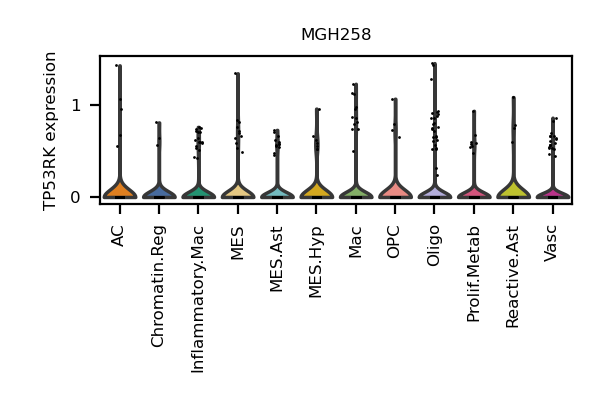 MGH258
TP53RK expression
1
0
AC
Chromatin.Reg
Inflammatory.Mac
MES
MES.Ast
MES.Hyp
Mac
OPC
Oligo
Prolif.Metab
Reactive.Ast
Vasc